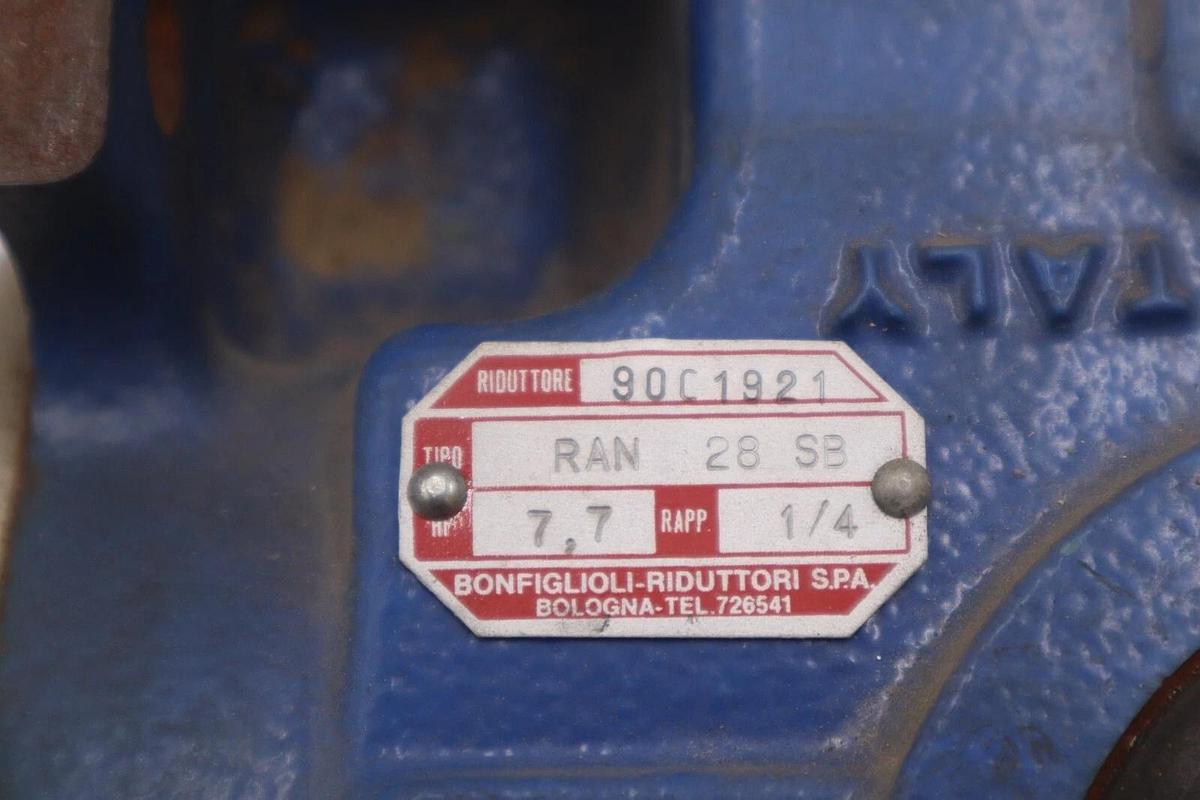 ITALY
RIDUTTORE 90C1921
TIPO RAN 28 SB
HP 7,7 RAPP. 1/4
BONFIGLIOLI-RIDUTTORI S.P.A.
BOLOGNA-TEL.726541